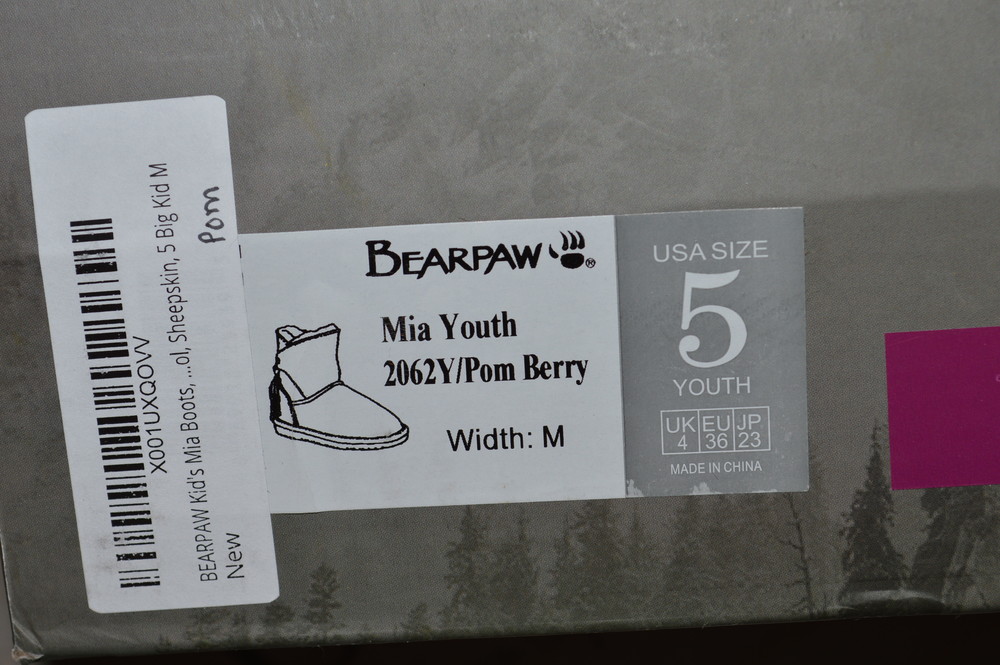 X001UXQOVV
BEARPAW Kid's Mia Boots, ...ol, Sheepskin, 5 Big Kid M
New
Pom
BEARPAW®
Mia Youth
2062Y/Pom Berry
Width: M
USA SIZE
5
YOUTH
UK EU JP
4 36 23
MADE IN CHINA